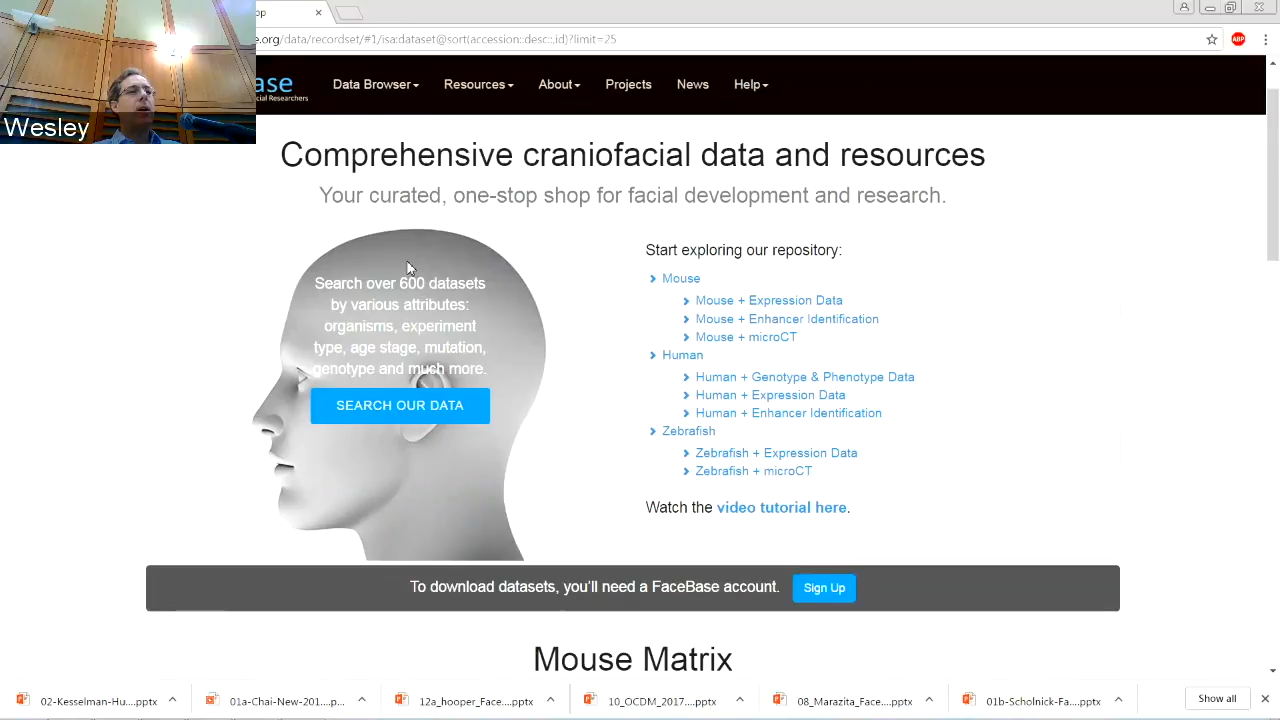 op
e.org/data/recordset/#1/isa:dataset@sort(accession::desc::,id)?limit=25
ABP
ase
cial Researchers
Data Browser
Resources
About
Projects
News
Help
Wesley
Comprehensive craniofacial data and resources
Your curated, one-stop shop for facial development and research.
Search over 600 datasets
by various attributes:
organisms, experiment
type, age stage, mutation,
genotype and much more.
SEARCH OUR DATA
Start exploring our repository:
Mouse
Mouse + Expression Data
Mouse + Enhancer Identification
Mouse + microCT
Human
Human + Genotype & Phenotype Data
Human + Expression Data
Human + Enhancer Identification
Zebrafish
Zebrafish + Expression Data
Zebrafish + microCT
Watch the video tutorial here.
To download datasets, you'll need a FaceBase account.
Sign Up
Mouse Matrix
02-Kesselman-Hu....pptx
01a-Chai-New-201....pptx
12a_hooper_Face....pptx
10_OCDM_2017....pptx
08_Marazita_Face....pptx
01b-Scholnick-Fa....pptx
Show all